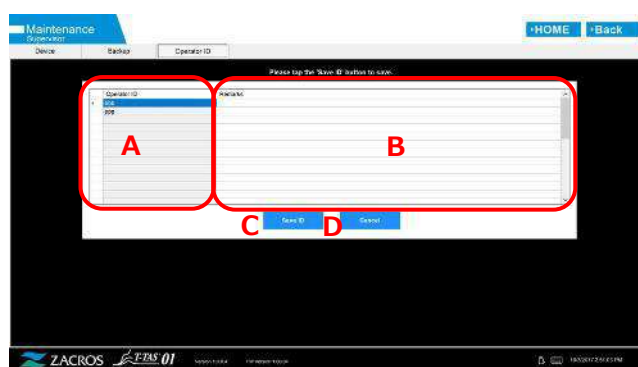 Maintenance
Supervisor
HOME
Back
Device
Backup
Operator ID
Please tap the 'Save ID' button to save.
Operator ID
Remarks
A
B
C
Save ID
D
Cancel
ZACROS
T-TAS 01